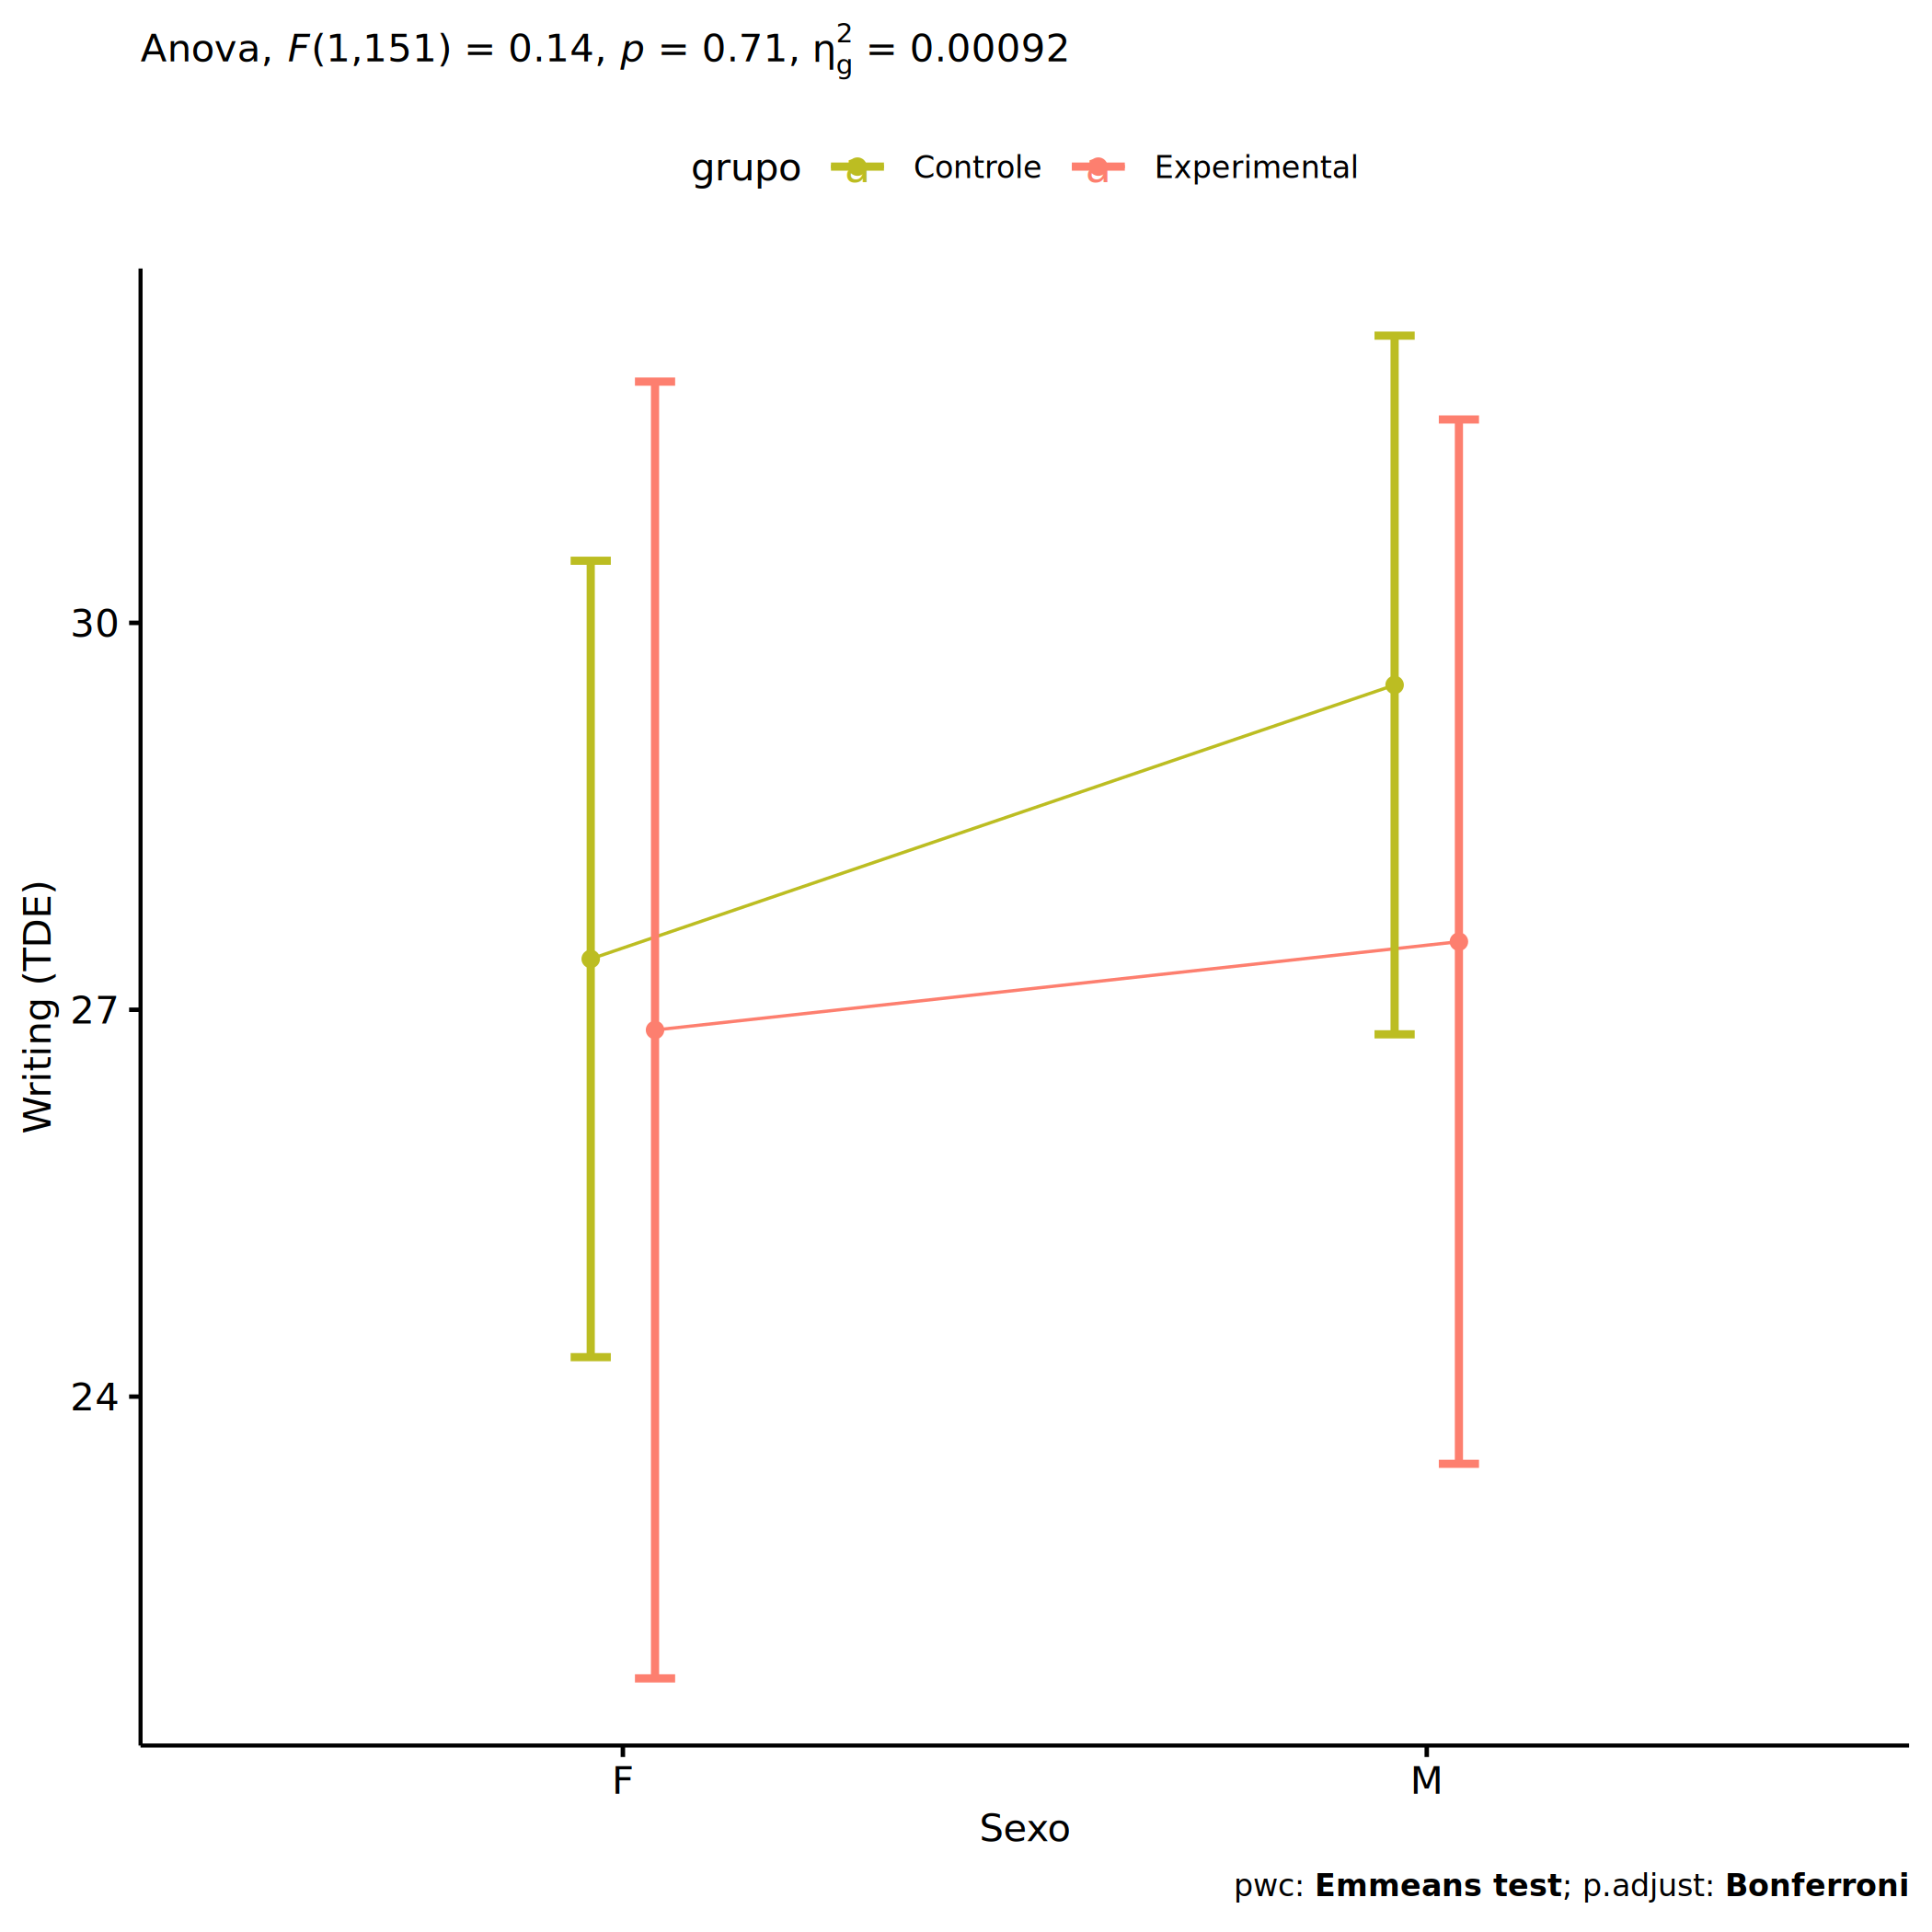 Anova, F(1,151) = 0.14, p = 0.71, η²g = 0.00092
grupo a Controle a Experimental
30
27
24
Writing (TDE)
F M
Sexo
pwc: Emmeans test; p.adjust: Bonferroni